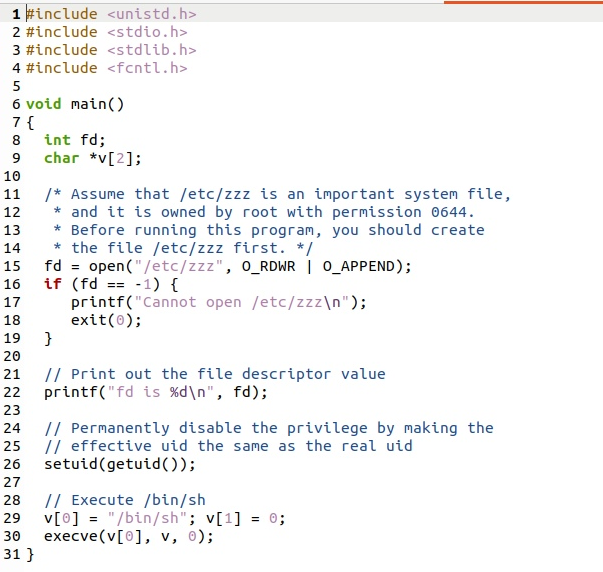 1 #include <unistd.h>
2 #include <stdio.h>
3 #include <stdlib.h>
4 #include <fcntl.h>
5
6 void main()
7 {
8   int fd;
9   char *v[2];
10
11   /* Assume that /etc/zzz is an important system file,
12    * and it is owned by root with permission 0644.
13    * Before running this program, you should create
14    * the file /etc/zzz first. */
15   fd = open("/etc/zzz", O_RDWR | O_APPEND);
16   if (fd == -1) {
17      printf("Cannot open /etc/zzz\n");
18      exit(0);
19   }
20
21   // Print out the file descriptor value
22   printf("fd is %d\n", fd);
23
24   // Permanently disable the privilege by making the
25   // effective uid the same as the real uid
26   setuid(getuid());
27
28   // Execute /bin/sh
29   v[0] = "/bin/sh"; v[1] = 0;
30   execve(v[0], v, 0);
31 }